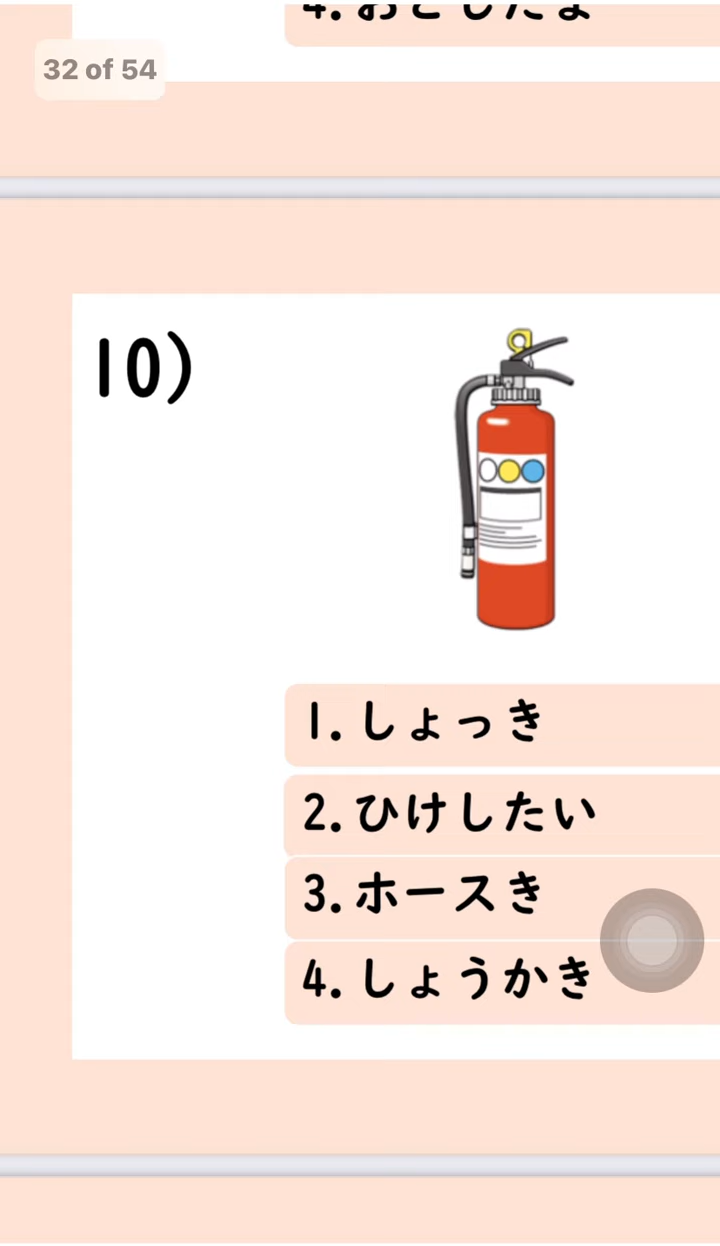 32 of 54
10)
1. しょっき
2. ひけしたい
3. ホースき
4. しょうかき